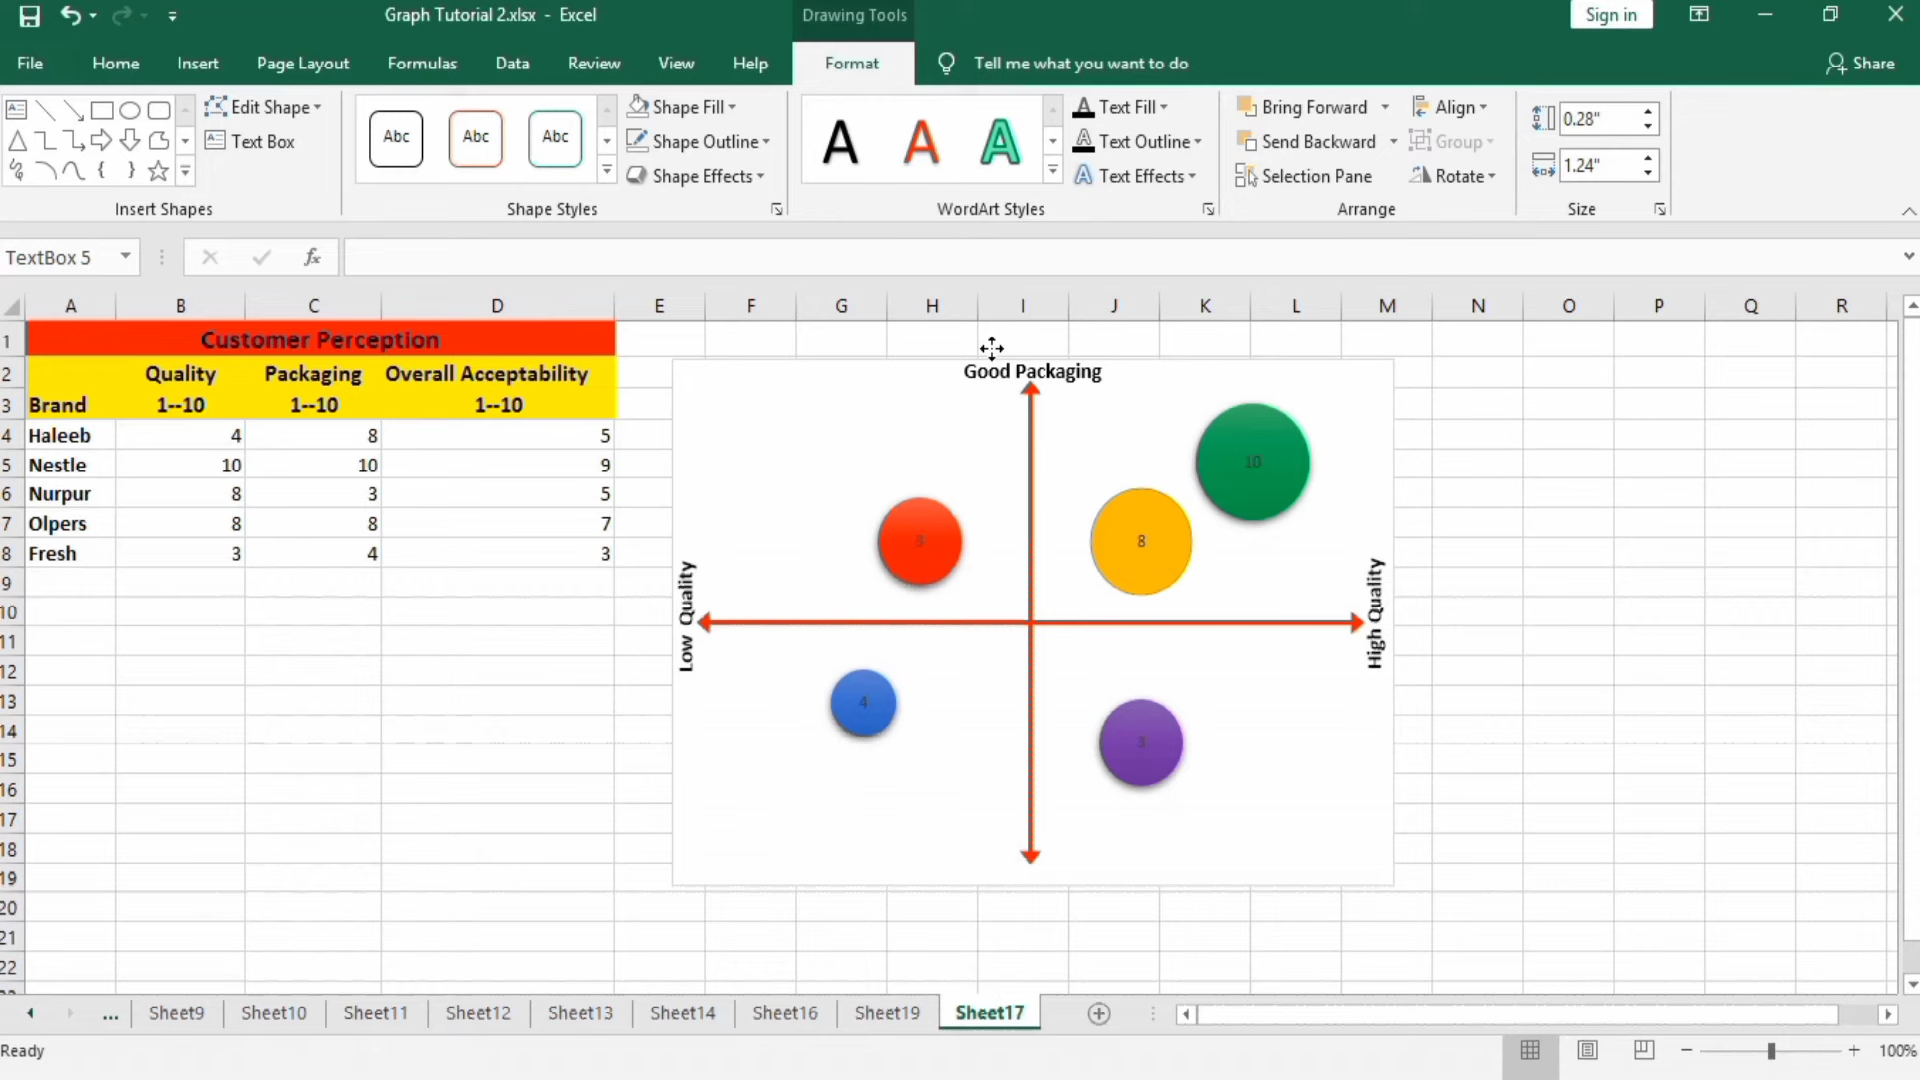 Graph Tutorial 2.xlsx - Excel
Drawing Tools
Sign in
File Home Insert Page Layout Formulas Data Review View Help Format Tell me what you want to do Share
Edit Shape
Text Box
Insert Shapes
Abc Abc Abc
Shape Fill
Shape Outline
Shape Effects
Shape Styles
A A A
Text Fill
Text Outline
Text Effects
WordArt Styles
Bring Forward
Send Backward
Selection Pane
Align
Group
Rotate
Arrange
0.28"
1.24"
Size
TextBox 5
fx
A B C D E F G H I J K L M N O P Q R
1 Customer Perception
2 Quality Packaging Overall Acceptability
3 Brand 1--10 1--10 1--10
4 Haleeb 4 8 5
5 Nestle 10 10 9
6 Nurpur 8 3 5
7 Olpers 8 8 7
8 Fresh 3 4 3
9
10
11
12
13
14
15
16
17
18
19
20
21
22
Good Packaging
10
8
Low Quality
High Quality
4
3
... Sheet9 Sheet10 Sheet11 Sheet12 Sheet13 Sheet14 Sheet16 Sheet19 Sheet17
Ready
100%